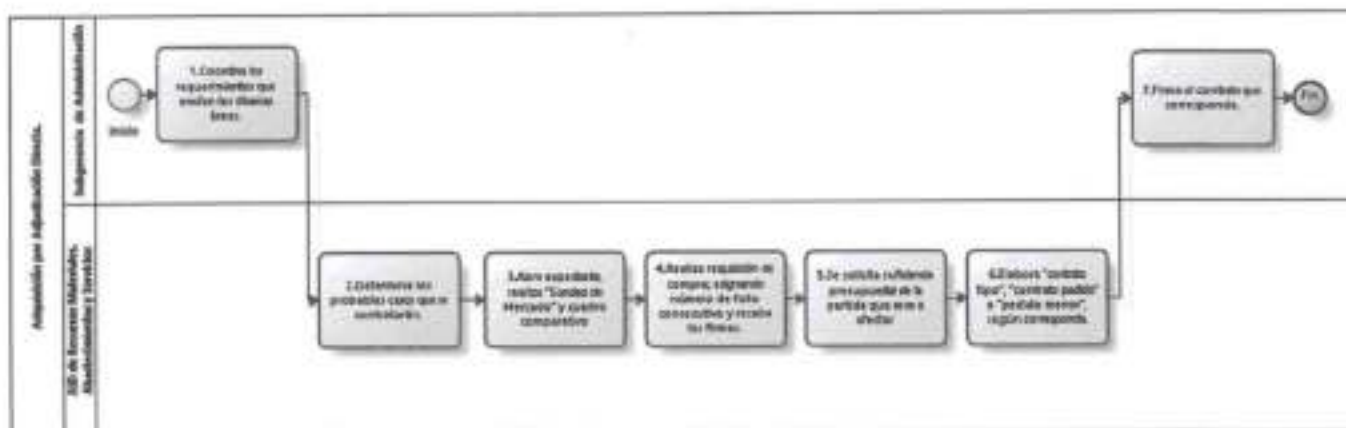 Adquisición por Adjudicación Directa.
Subgerencia de Administración
JUD de Recursos Materiales,
Abastecimientos y Servicios
Inicio
1.Coordina los
requerimientos que
envían las diversas
áreas.
2.Determina los
probables casos que se
contratarán.
3.Abre expediente,
realiza "Sondeo de
Mercado" y cuadro
comparativo
4.Realiza requisición de
compra, asignando
número de folio
consecutivo y recaba
las firmas.
5.Se solicita suficiencia
presupuestal de la
partida que se va a
afectar
6.Elabora "contrato
tipo", "contrato pedido"
o "pedido menor",
según corresponda.
7.Firma el contrato que
corresponda.
Fin